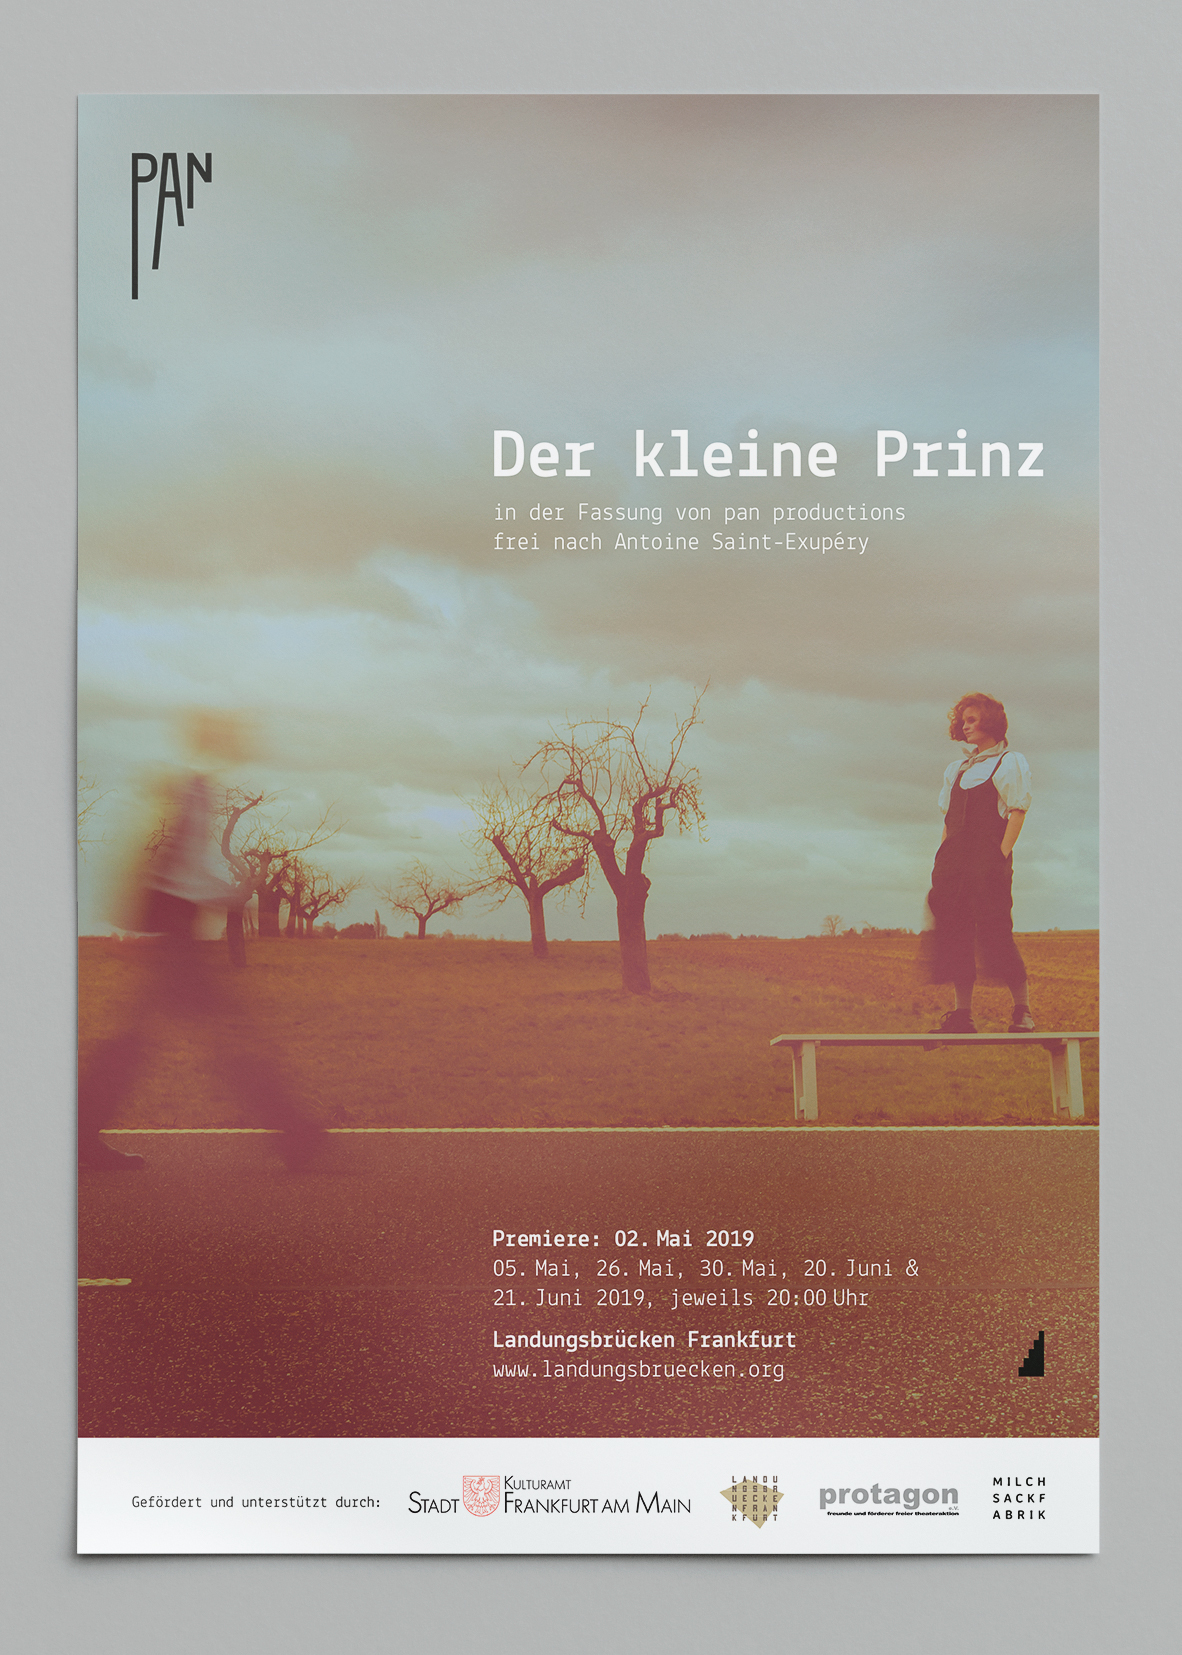 PAN
Der kleine Prinz
in der Fassung von pan productions
frei nach Antoine Saint-Exupéry
Premiere: 02. Mai 2019
05. Mai, 26. Mai, 30. Mai, 20. Juni &
21. Juni 2019, jeweils 20:00 Uhr
Landungsbrücken Frankfurt
www.landungsbruecken.org
Gefördert und unterstützt durch:
STADT
KULTURAMT
FRANKFURT AM MAIN
LANDU
NGSBR
UECKE
NFRAN
KFURT
protagon
e.V.
freunde und förderer freier theateraktion
MILCH
SACKF
ABRIK